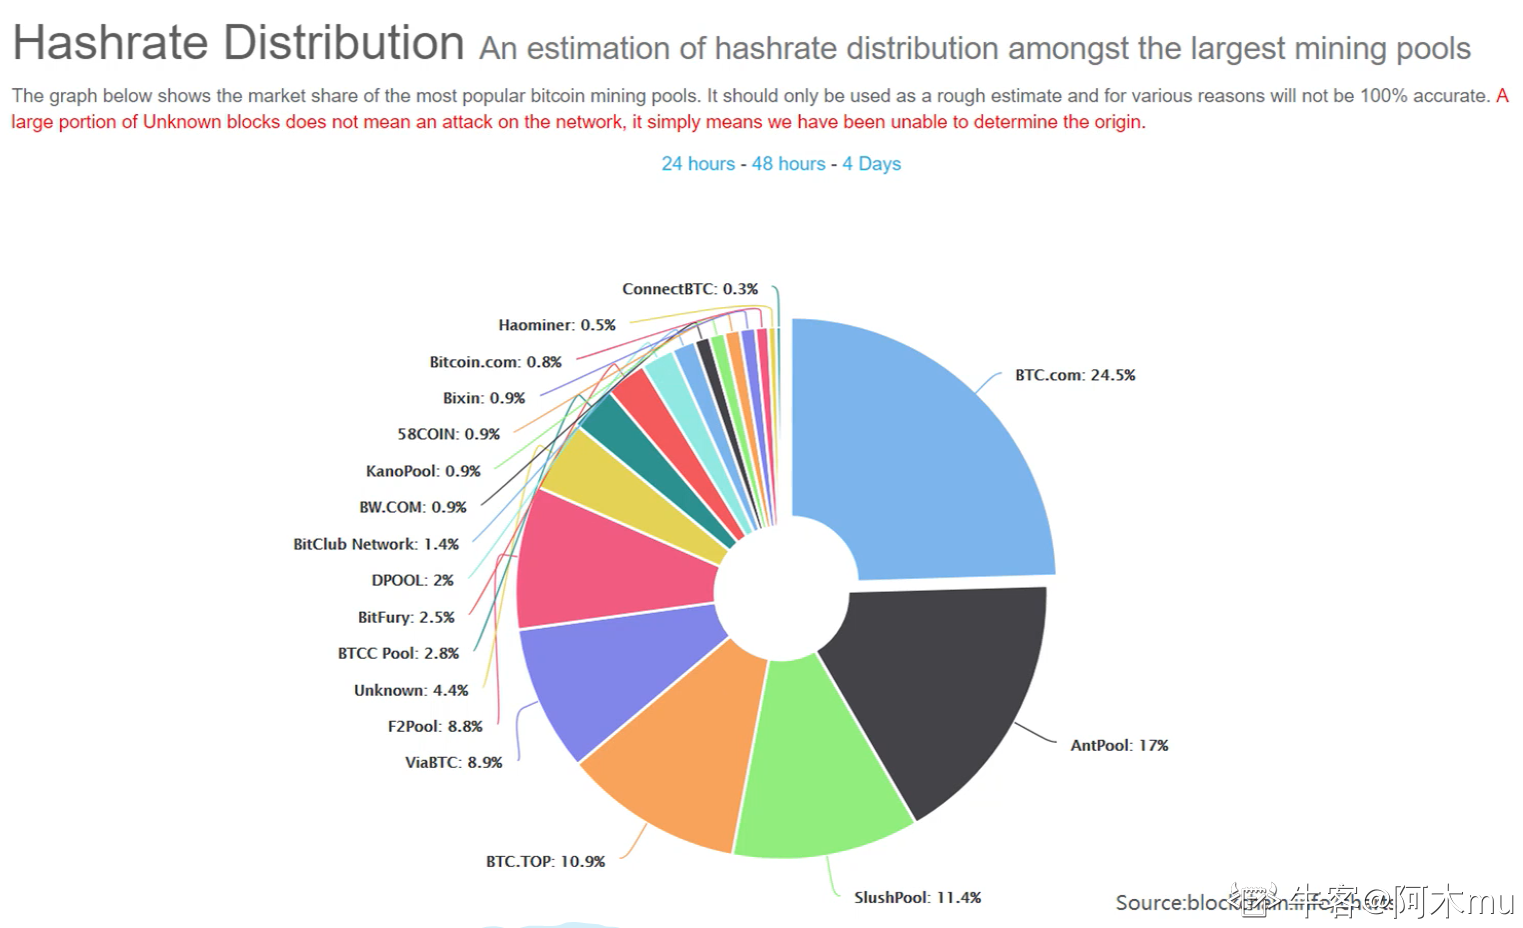 Hashrate Distribution An estimation of hashrate distribution amongst the largest mining pools
The graph below shows the market share of the most popular bitcoin mining pools. It should only be used as a rough estimate and for various reasons will not be 100% accurate. A
large portion of Unknown blocks does not mean an attack on the network, it simply means we have been unable to determine the origin.
24 hours - 48 hours - 4 Days
ConnectBTC: 0.3%
Haominer: 0.5%
Bitcoin.com: 0.8%
BTC.com: 24.5%
Bixin: 0.9%
58COIN: 0.9%
KanoPool: 0.9%
BW.COM: 0.9%
BitClub Network: 1.4%
DPOOL: 2%
BitFury: 2.5%
BTCC Pool: 2.8%
Unknown: 4.4%
F2Pool: 8.8%
AntPool: 17%
ViaBTC: 8.9%
BTC.TOP: 10.9%
SlushPool: 11.4%
Source:blockchain.info/charts
牛客@阿木mu